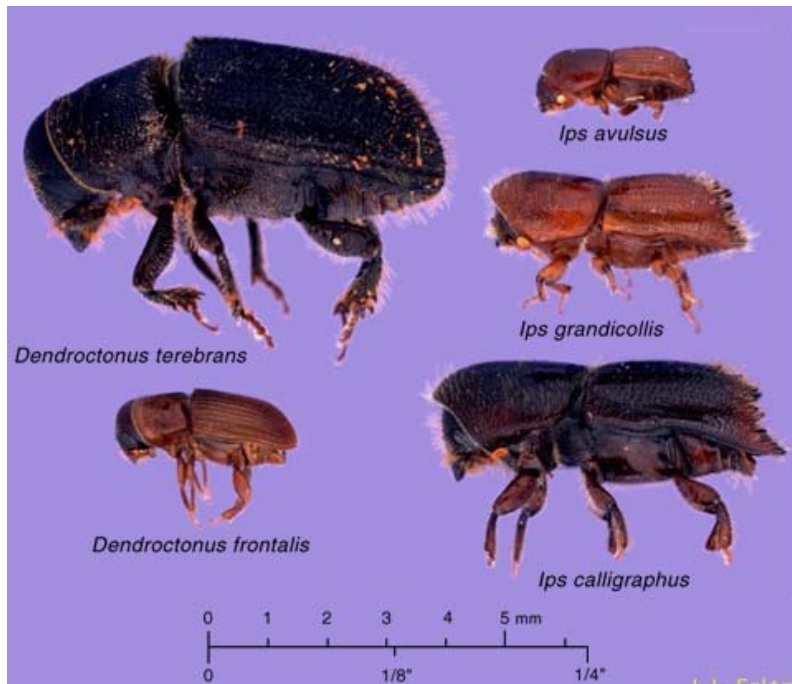 Ips avulsus
Ips grandicollis
Dendroctonus terebrans
Dendroctonus frontalis
Ips calligraphus
0 1 2 3 4 5 mm
0 1/8" 1/4"